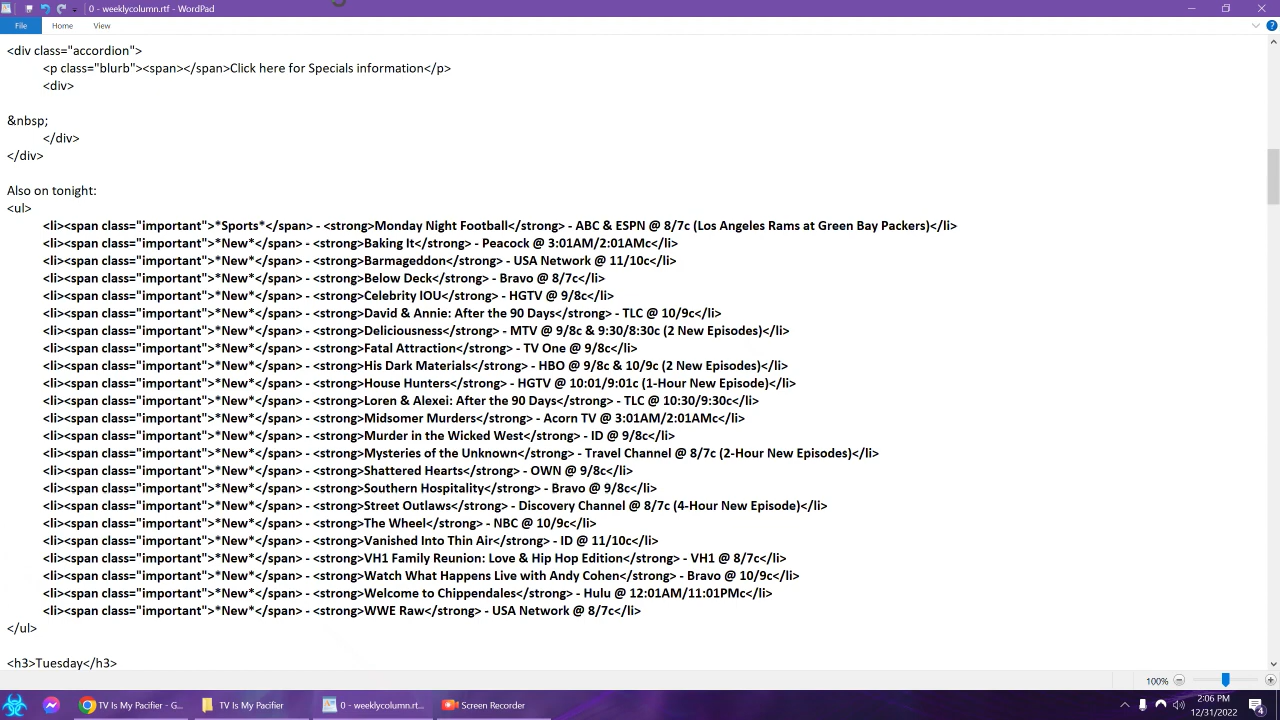 0 - weeklycolumn.rtf - WordPad
File Home View
<div class="accordion">
<p class="blurb"><span></span>Click here for Specials information</p>
<div>
&nbsp;
</div>
</div>
Also on tonight:
<ul>
<li><span class="important">*Sports*</span> - <strong>Monday Night Football</strong> - ABC & ESPN @ 8/7c (Los Angeles Rams at Green Bay Packers)</li>
<li><span class="important">*New*</span> - <strong>Baking It</strong> - Peacock @ 3:01AM/2:01AMc</li>
<li><span class="important">*New*</span> - <strong>Barmageddon</strong> - USA Network @ 11/10c</li>
<li><span class="important">*New*</span> - <strong>Below Deck</strong> - Bravo @ 8/7c</li>
<li><span class="important">*New*</span> - <strong>Celebrity IOU</strong> - HGTV @ 9/8c</li>
<li><span class="important">*New*</span> - <strong>David & Annie: After the 90 Days</strong> - TLC @ 10/9c</li>
<li><span class="important">*New*</span> - <strong>Deliciousness</strong> - MTV @ 9/8c & 9:30/8:30c (2 New Episodes)</li>
<li><span class="important">*New*</span> - <strong>Fatal Attraction</strong> - TV One @ 9/8c</li>
<li><span class="important">*New*</span> - <strong>His Dark Materials</strong> - HBO @ 9/8c & 10/9c (2 New Episodes)</li>
<li><span class="important">*New*</span> - <strong>House Hunters</strong> - HGTV @ 10:01/9:01c (1-Hour New Episode)</li>
<li><span class="important">*New*</span> - <strong>Loren & Alexei: After the 90 Days</strong> - TLC @ 10:30/9:30c</li>
<li><span class="important">*New*</span> - <strong>Midsomer Murders</strong> - Acorn TV @ 3:01AM/2:01AMc</li>
<li><span class="important">*New*</span> - <strong>Murder in the Wicked West</strong> - ID @ 9/8c</li>
<li><span class="important">*New*</span> - <strong>Mysteries of the Unknown</strong> - Travel Channel @ 8/7c (2-Hour New Episodes)</li>
<li><span class="important">*New*</span> - <strong>Shattered Hearts</strong> - OWN @ 9/8c</li>
<li><span class="important">*New*</span> - <strong>Southern Hospitality</strong> - Bravo @ 9/8c</li>
<li><span class="important">*New*</span> - <strong>Street Outlaws</strong> - Discovery Channel @ 8/7c (4-Hour New Episode)</li>
<li><span class="important">*New*</span> - <strong>The Wheel</strong> - NBC @ 10/9c</li>
<li><span class="important">*New*</span> - <strong>Vanished Into Thin Air</strong> - ID @ 11/10c</li>
<li><span class="important">*New*</span> - <strong>VH1 Family Reunion: Love & Hip Hop Edition</strong> - VH1 @ 8/7c</li>
<li><span class="important">*New*</span> - <strong>Watch What Happens Live with Andy Cohen</strong> - Bravo @ 10/9c</li>
<li><span class="important">*New*</span> - <strong>Welcome to Chippendales</strong> - Hulu @ 12:01AM/11:01PMc</li>
<li><span class="important">*New*</span> - <strong>WWE Raw</strong> - USA Network @ 8/7c</li>
</ul>
<h3>Tuesday</h3>
100%
TV Is My Pacifier - G... TV Is My Pacifier 0 - weeklycolumn.rt... Screen Recorder
2:06 PM
12/31/2022
4